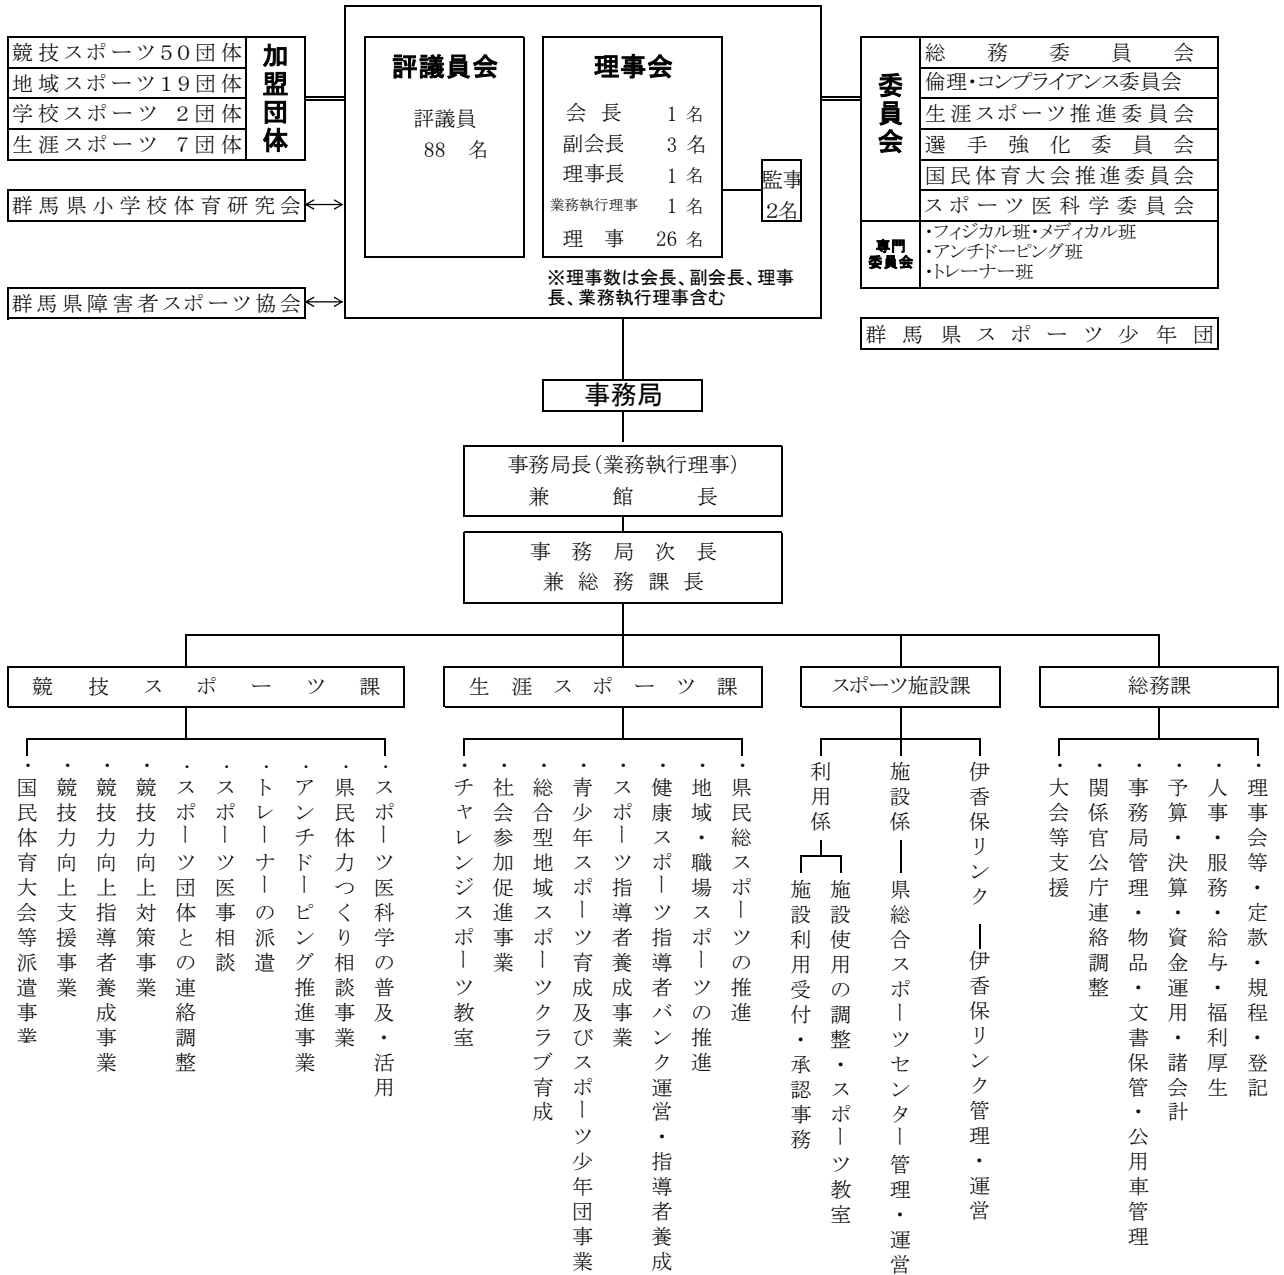 競技スポーツ50団体
地域スポーツ19団体
学校スポーツ 2団体
生涯スポーツ 7団体
加盟団体
群馬県小学校体育研究会
群馬県障害者スポーツ協会
評議員会
評議員
88 名
理事会
会長 1 名
副会長 3 名
理事長 1 名
業務執行理事 1 名
理事 26 名
監事
2名
※理事数は会長、副会長、理事
長、業務執行理事含む
委員会
総務委員会
倫理・コンプライアンス委員会
生涯スポーツ推進委員会
選手強化委員会
国民体育大会推進委員会
スポーツ医科学委員会
専門
委員会
・フィジカル班・メディカル班
・アンチドーピング班
・トレーナー班
群馬県スポーツ少年団
事務局
事務局長(業務執行理事)
兼館長
事務局次長
兼総務課長
競技スポーツ課
・国民体育大会等派遣事業
・競技力向上支援事業
・競技力向上指導者養成事業
・競技力向上対策事業
・スポーツ団体との連絡調整
・スポーツ医事相談
・トレーナーの派遣
・アンチドーピング推進事業
・県民体力つくり相談事業
・スポーツ医科学の普及・活用
生涯スポーツ課
・チャレンジスポーツ教室
・社会参加促進事業
・総合型地域スポーツクラブ育成
・青少年スポーツ育成及びスポーツ少年団事業
・スポーツ指導者養成事業
・健康スポーツ指導者バンク運営・指導者養成
・地域・職場スポーツの推進
・県民総スポーツの推進
スポーツ施設課
利用係
施設利用受付・承認事務
施設使用の調整・スポーツ教室
施設係
県総合スポーツセンター管理・運営
伊香保リンク
伊香保リンク管理・運営
総務課
・大会等支援
・関係官公庁連絡調整
・事務局管理・物品・文書保管・公用車管理
・予算・決算・資金運用・諸会計
・人事・服務・給与・福利厚生
・理事会等・定款・規程・登記